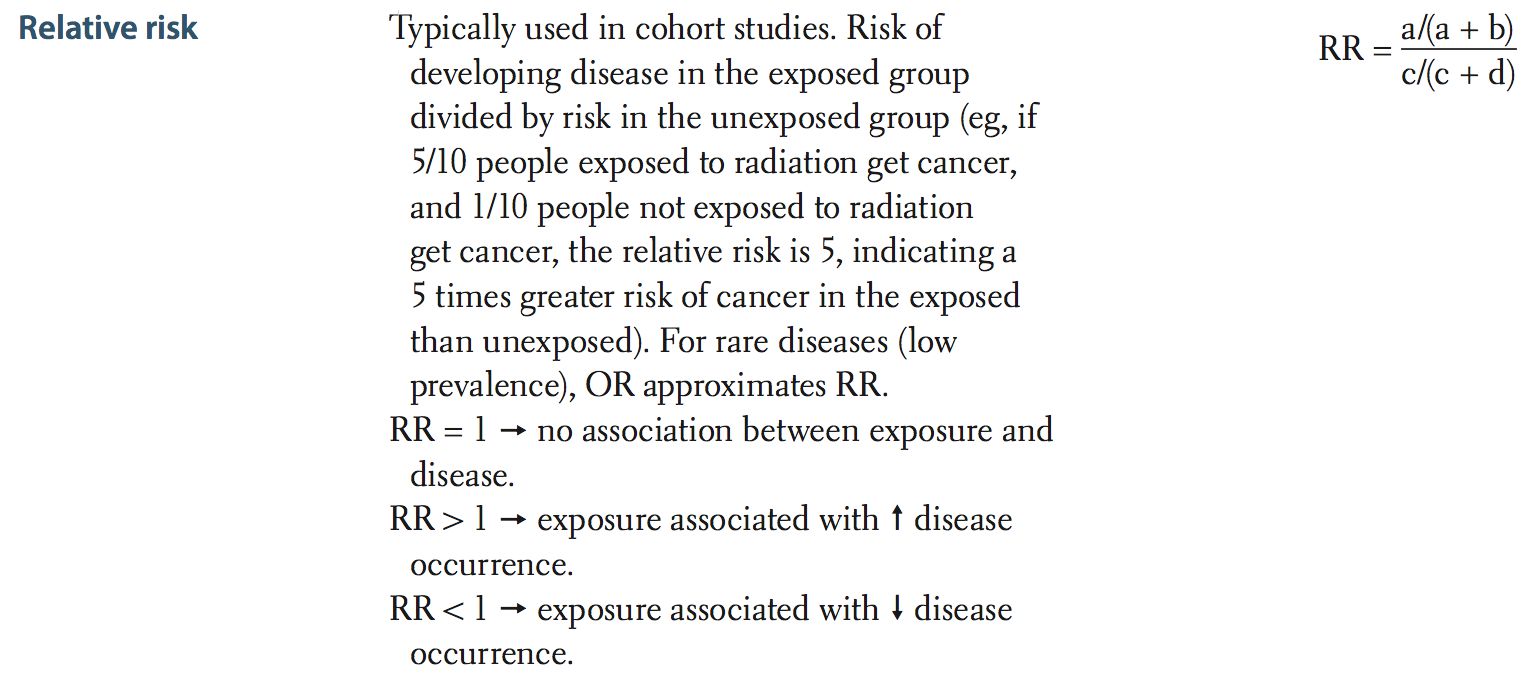 Relative risk
Typically used in cohort studies. Risk of
developing disease in the exposed group
divided by risk in the unexposed group (eg, if
5/10 people exposed to radiation get cancer,
and 1/10 people not exposed to radiation
get cancer, the relative risk is 5, indicating a
5 times greater risk of cancer in the exposed
than unexposed). For rare diseases (low
prevalence), OR approximates RR.
RR = 1 → no association between exposure and
disease.
RR > 1 → exposure associated with ↑ disease
occurrence.
RR < 1 → exposure associated with ↓ disease
occurrence.
RR = a/(a + b)
c/(c + d)